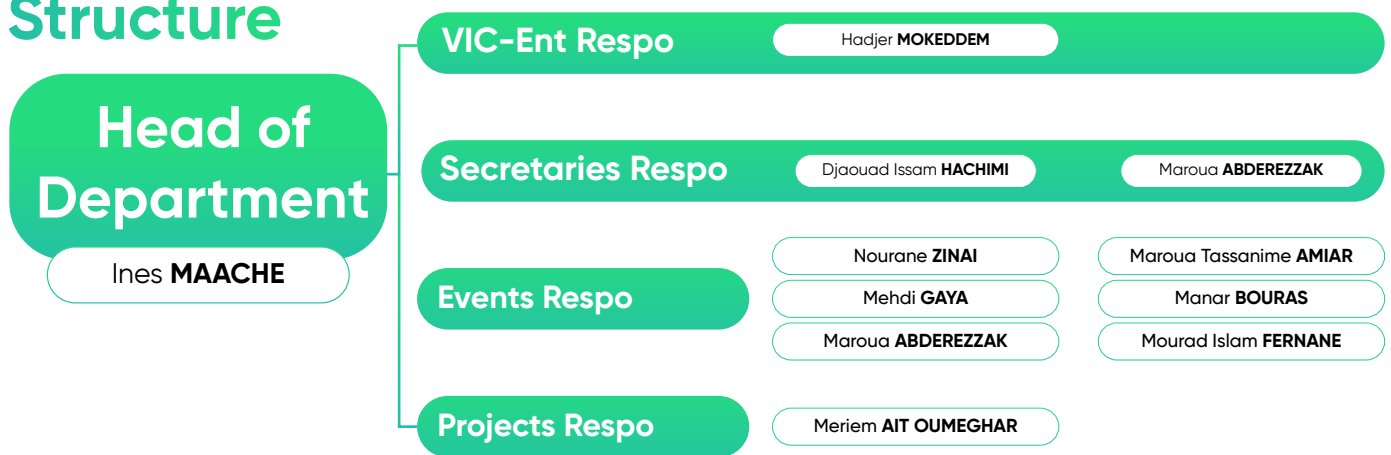 Structure
Head of
Department
Ines MAACHE
VIC-Ent Respo
Hadjer MOKEDDEM
Secretaries Respo
Djaouad Issam HACHIMI
Maroua ABDEREZZAK
Events Respo
Nourane ZINAI
Maroua Tassanime AMIAR
Mehdi GAYA
Manar BOURAS
Maroua ABDEREZZAK
Mourad Islam FERNANE
Projects Respo
Meriem AIT OUMEGHAR